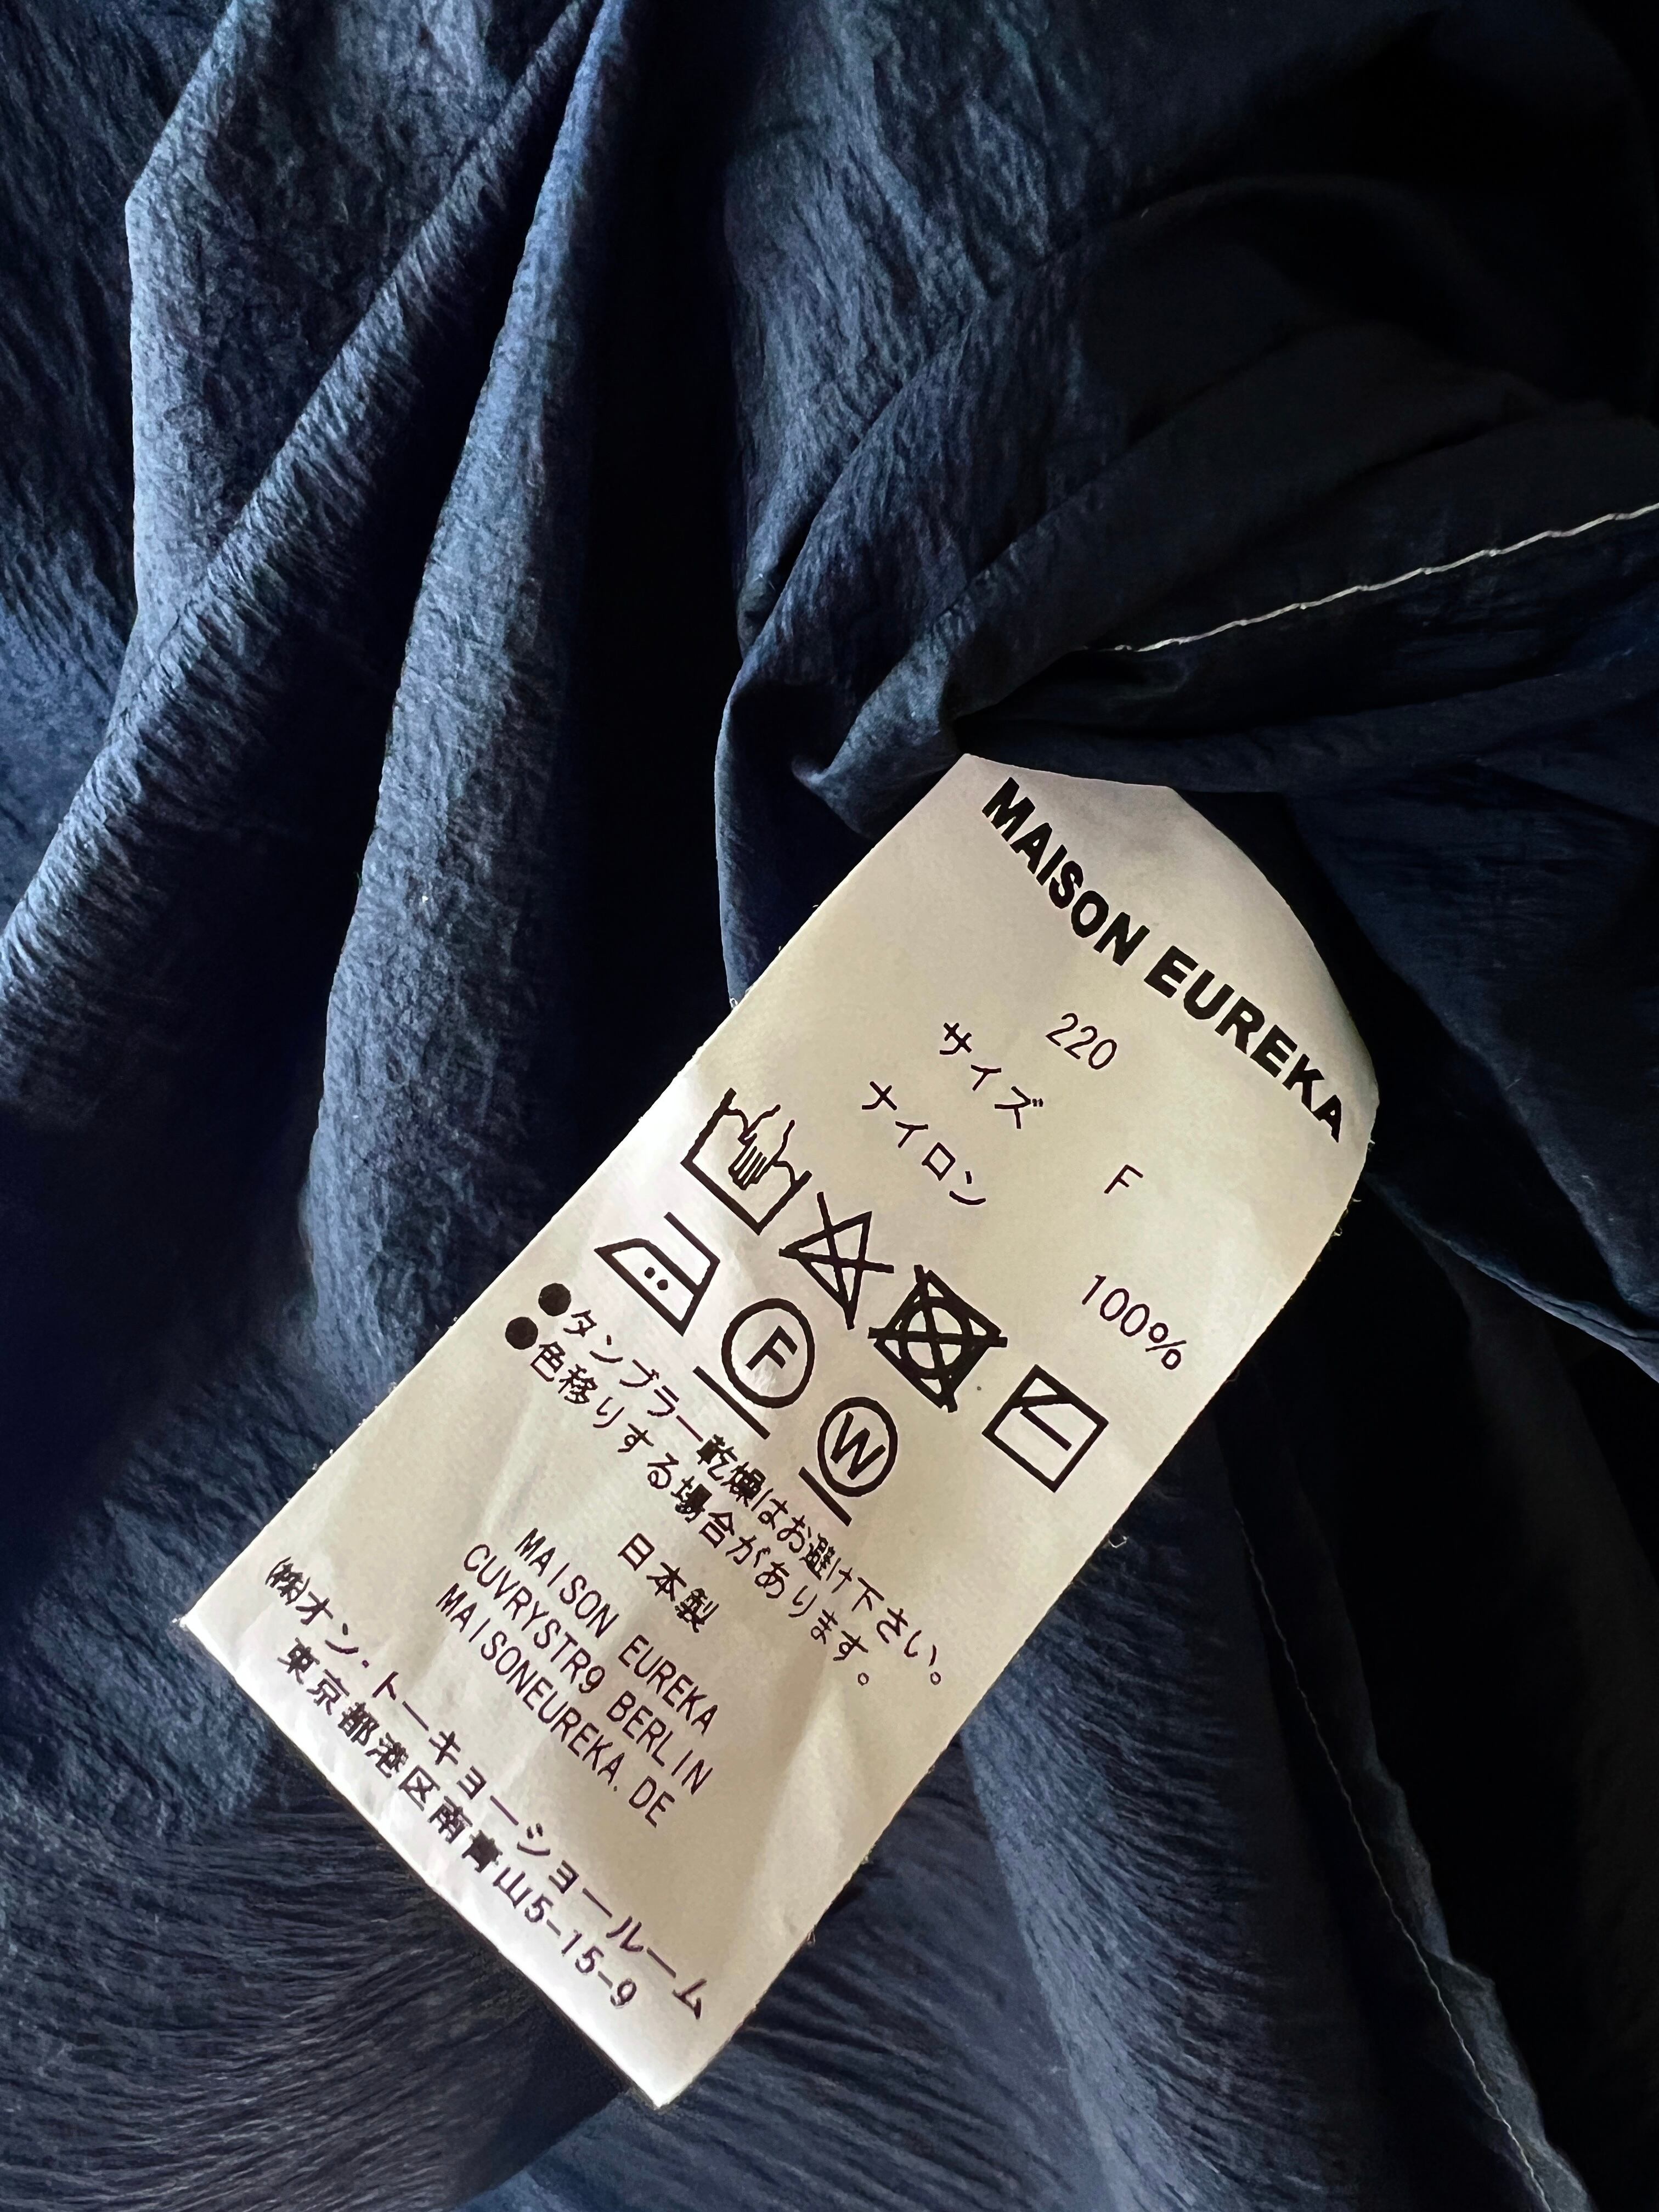 MAISON EUREKA
220
サイズ F
ナイロン 100%
F
W
●タンブラー乾燥はお避け下さい。
●色移りする場合があります。
日本製
MAISON EUREKA
CUVRYSTR9 BERLIN
MAISONEUREKA.DE
㈱オン・トーキョーショールーム
東京都港区南青山5-15-9